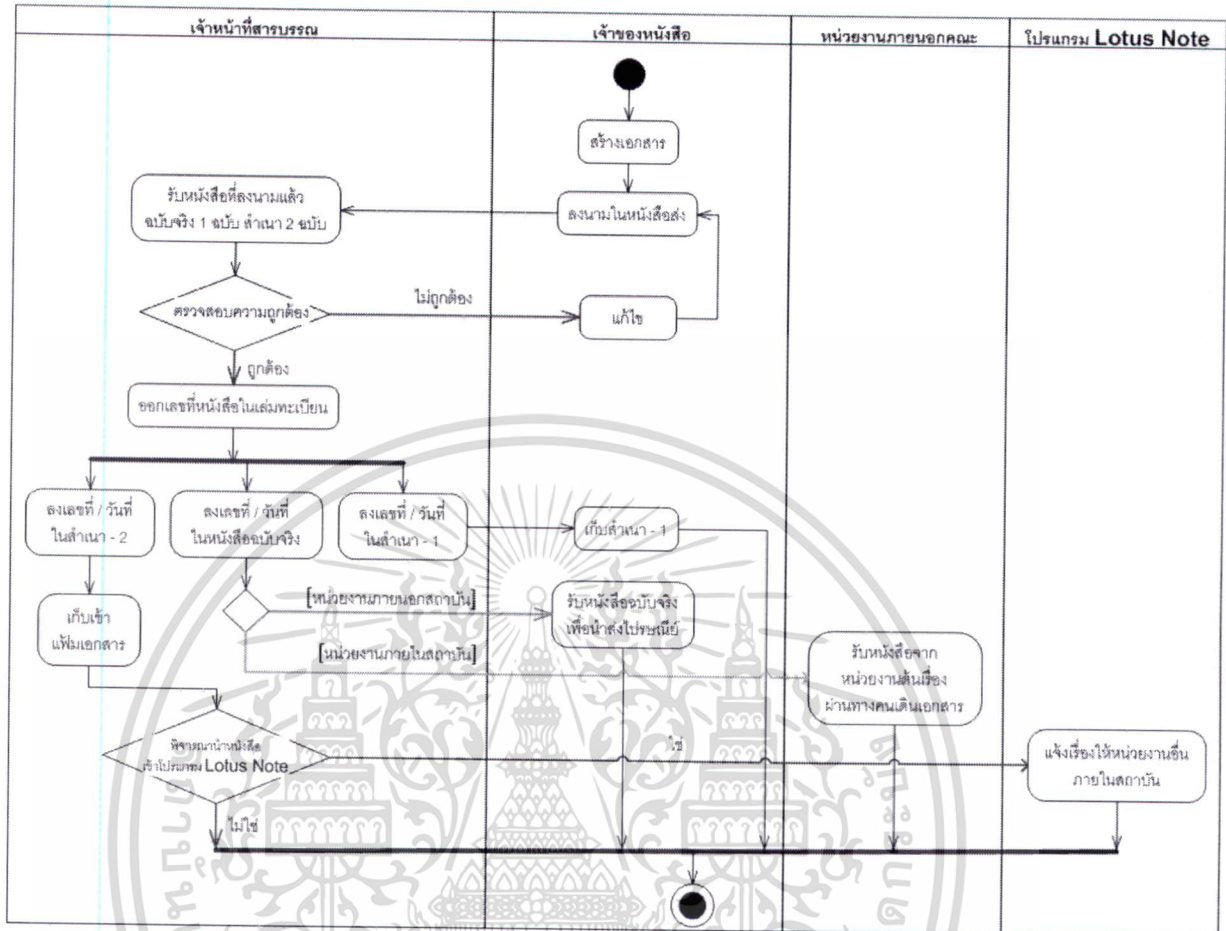 เจ้าหน้าที่สารบรรณ
เจ้าของหนังสือ
หน่วยงานภายนอกคณะ
โปรแกรม Lotus Note
สร้างเอกสาร
ลงนามในหนังสือส่ง
รับหนังสือที่ลงนามแล้ว
ฉบับจริง 1 ฉบับ สำเนา 2 ฉบับ
ตรวจสอบความถูกต้อง
ไม่ถูกต้อง
แก้ไข
ถูกต้อง
ออกเลขที่หนังสือในเล่มทะเบียน
ลงเลขที่ / วันที่
ในสำเนา - 2
ลงเลขที่ / วันที่
ในหนังสือฉบับจริง
ลงเลขที่ / วันที่
ในสำเนา - 1
เก็บสำเนา - 1
เก็บเข้า
แฟ้มเอกสาร
[หน่วยงานภายนอกสถาบัน]
รับหนังสือฉบับจริง
เพื่อนำส่งไปรษณีย์
[หน่วยงานภายในสถาบัน]
รับหนังสือจาก
หน่วยงานต้นเรื่อง
ผ่านทางคนเดินเอกสาร
พิจารณานำหนังสือ
เข้าโปรแกรม Lotus Note
ใช่
แจ้งเรื่องให้หน่วยงานอื่น
ภายในสถาบัน
ไม่ใช่